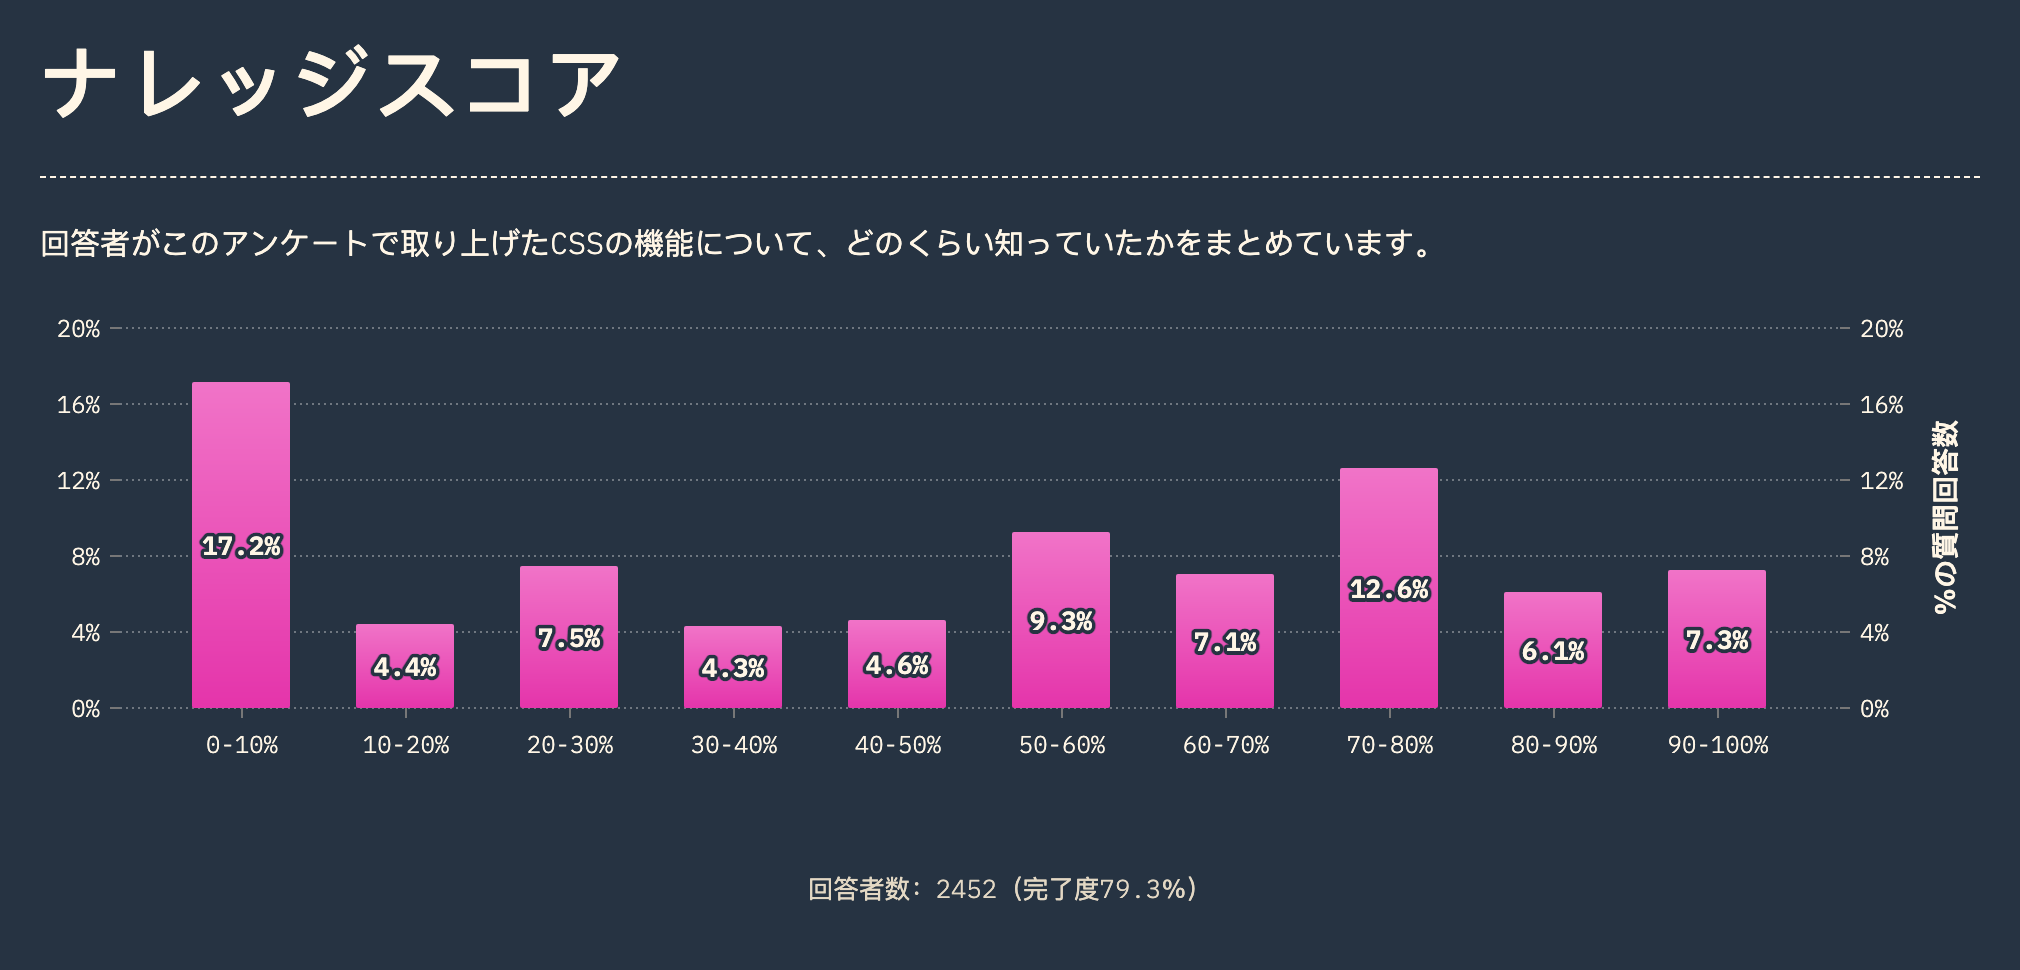 ナレッジスコア
回答者がこのアンケートで取り上げたCSSの機能について、どのくらい知っていたかをまとめています。
20% 20%
16% 16%
12% 12%
8% 8%
4% 4%
0% 0%
%の質問回答数
17.2% 4.4% 7.5% 4.3% 4.6% 9.3% 7.1% 12.6% 6.1% 7.3%
0-10% 10-20% 20-30% 30-40% 40-50% 50-60% 60-70% 70-80% 80-90% 90-100%
回答者数: 2452 (完了度79.3%)